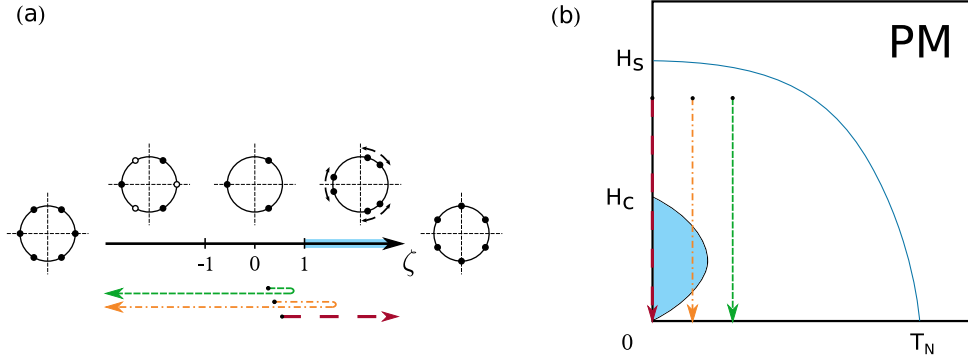 (a)
-1 0 1 ζ
(b)
PM
H_S
H_C
0 T_N